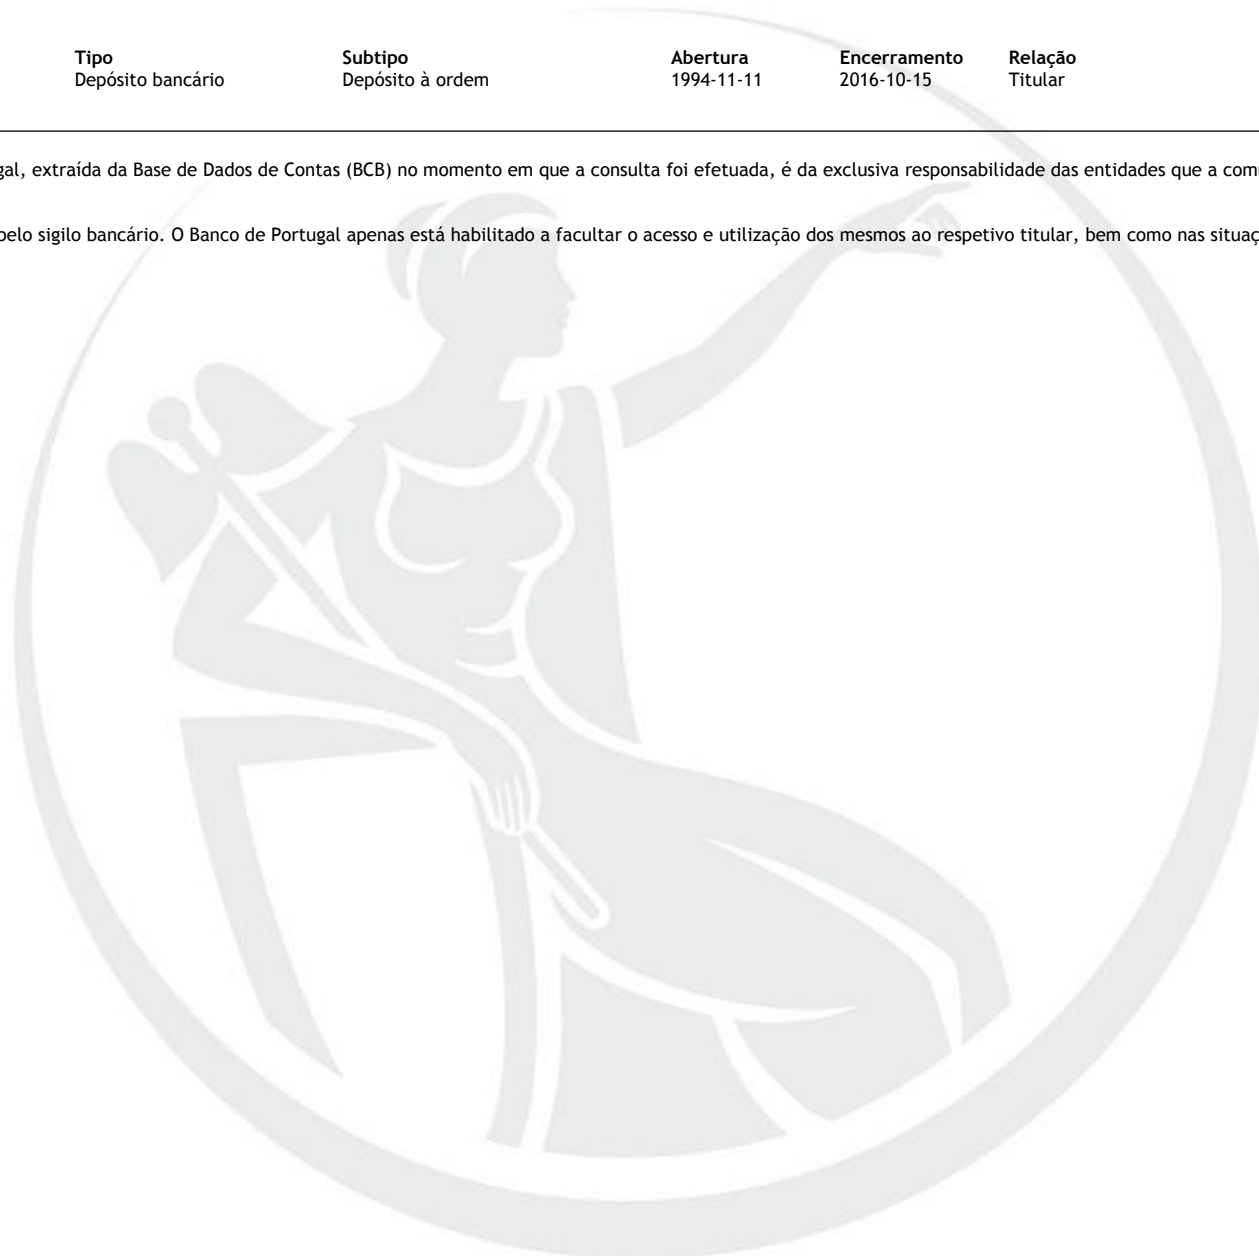 Tipo Subtipo Abertura Encerramento Relação
Depósito bancário Depósito à ordem 1994-11-11 2016-10-15 Titular
gal, extraída da Base de Dados de Contas (BCB) no momento em que a consulta foi efetuada, é da exclusiva responsabilidade das entidades que a com
pelo sigilo bancário. O Banco de Portugal apenas está habilitado a facultar o acesso e utilização dos mesmos ao respetivo titular, bem como nas situaç